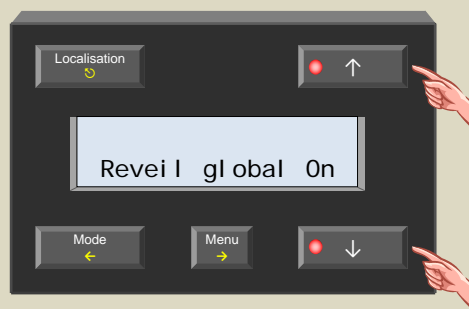 Localisation
↑
Reveil global On
Mode
←
Menu
→
↓